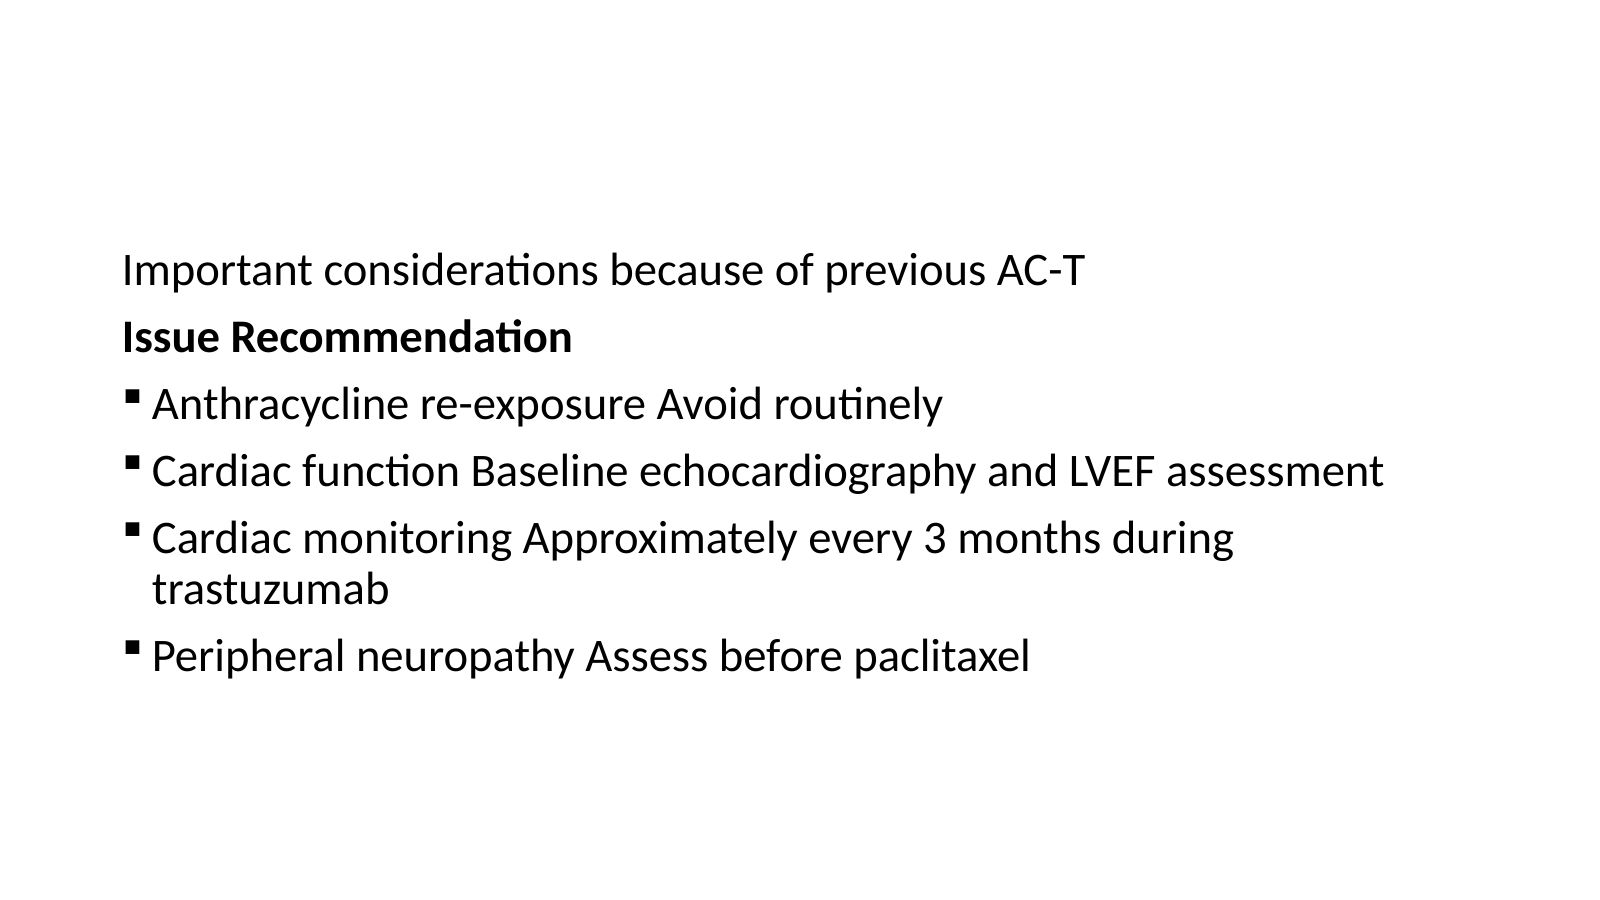 Important considerations because of previous AC-T
Issue Recommendation
▪ Anthracycline re-exposure Avoid routinely
▪ Cardiac function Baseline echocardiography and LVEF assessment
▪ Cardiac monitoring Approximately every 3 months during
trastuzumab
▪ Peripheral neuropathy Assess before paclitaxel